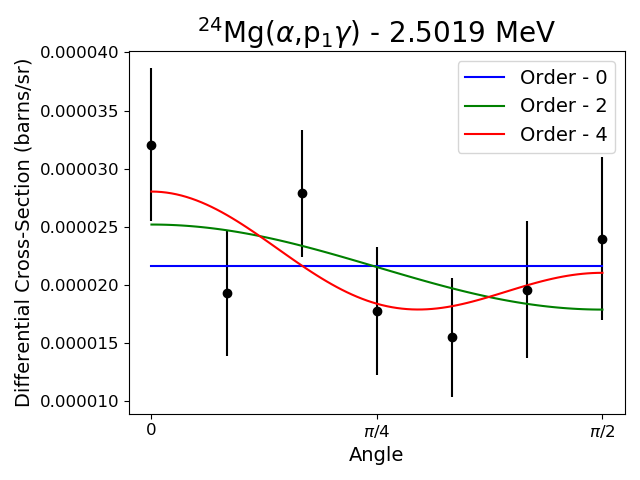 ²⁴Mg(α,p₁γ) - 2.5019 MeV
Differential Cross-Section (barns/sr)
0.000040
0.000035
0.000030
0.000025
0.000020
0.000015
0.000010
Order - 0
Order - 2
Order - 4
0 π/4 π/2
Angle